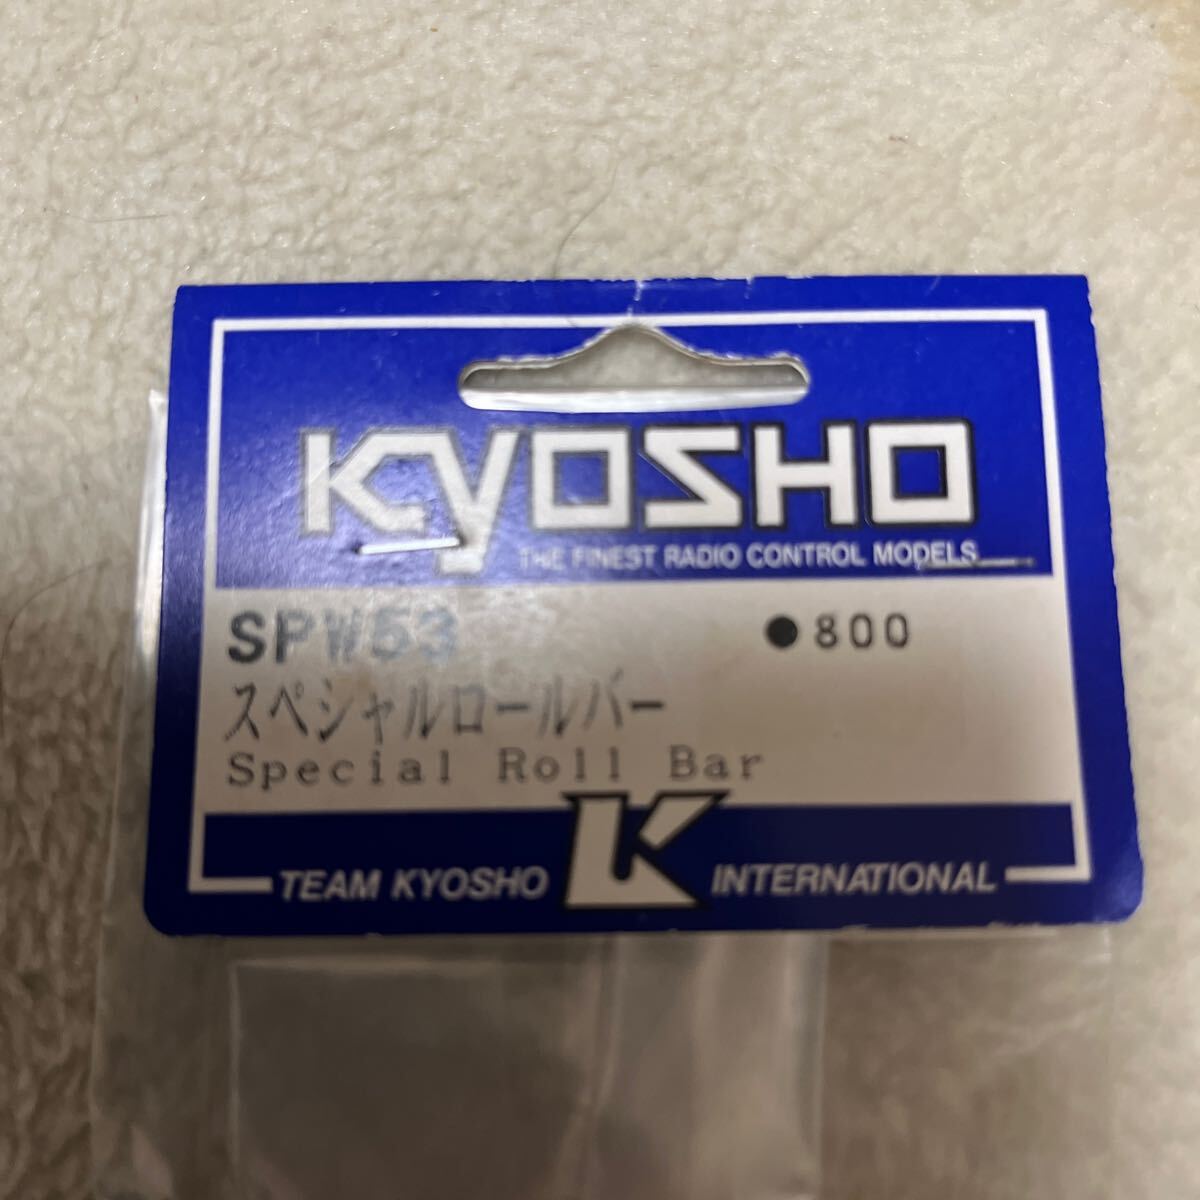 KYOSHO
THE FINEST RADIO CONTROL MODELS
SPW53 ●800
スペシャルロールバー
Special Roll Bar
TEAM KYOSHO K INTERNATIONAL